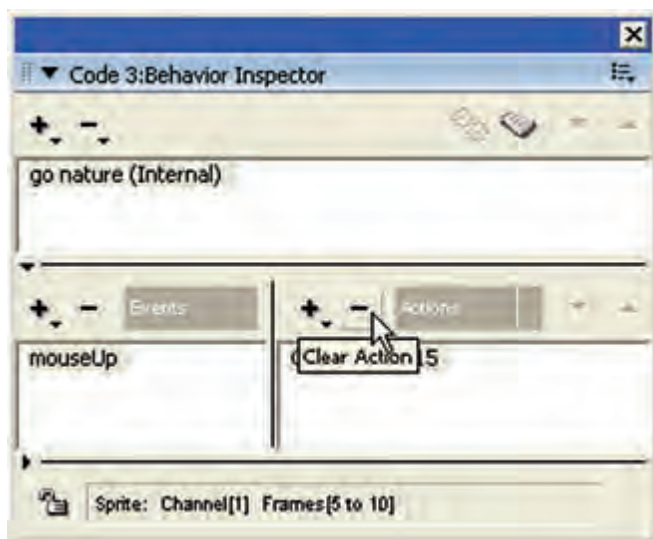 Code 3:Behavior Inspector
go nature (Internal)
Events
Actions
mouseUp
Clear Action
15
Sprite: Channel[1] Frames[5 to 10]